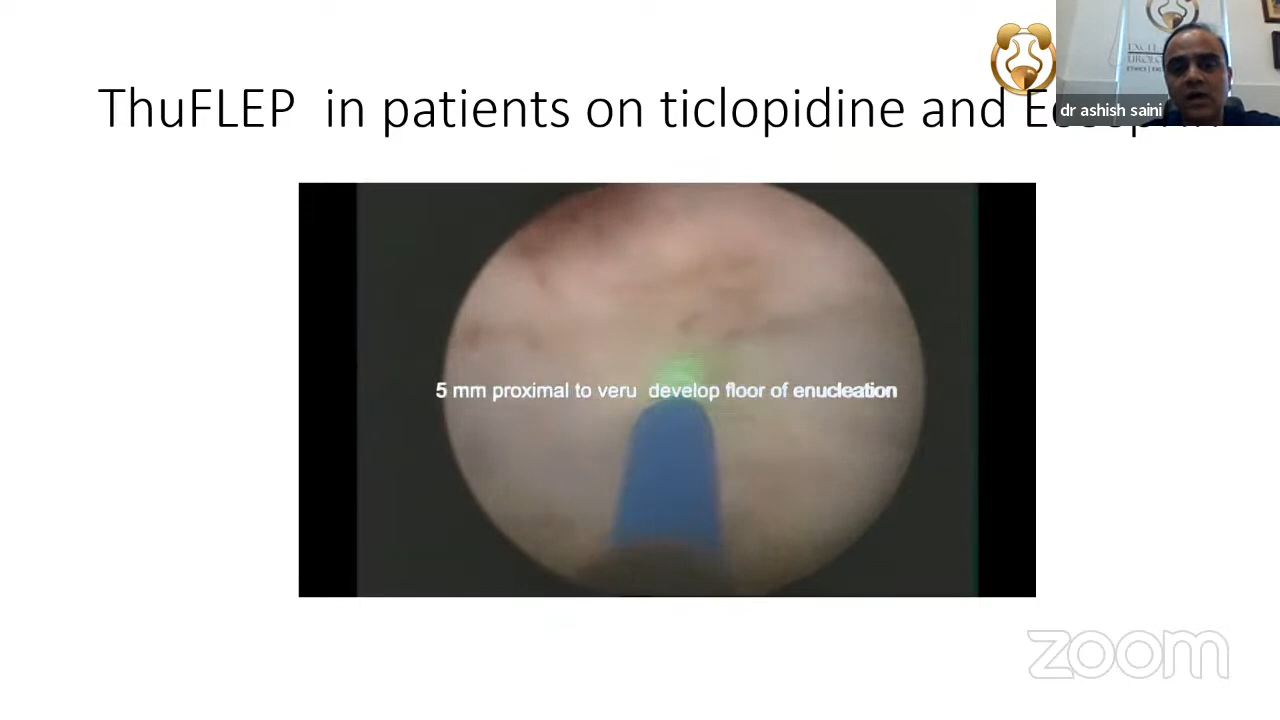 ThuFLEP in patients on ticlopidine and
dr ashish saini
5 mm proximal to veru develop floor of enucleation
zoom